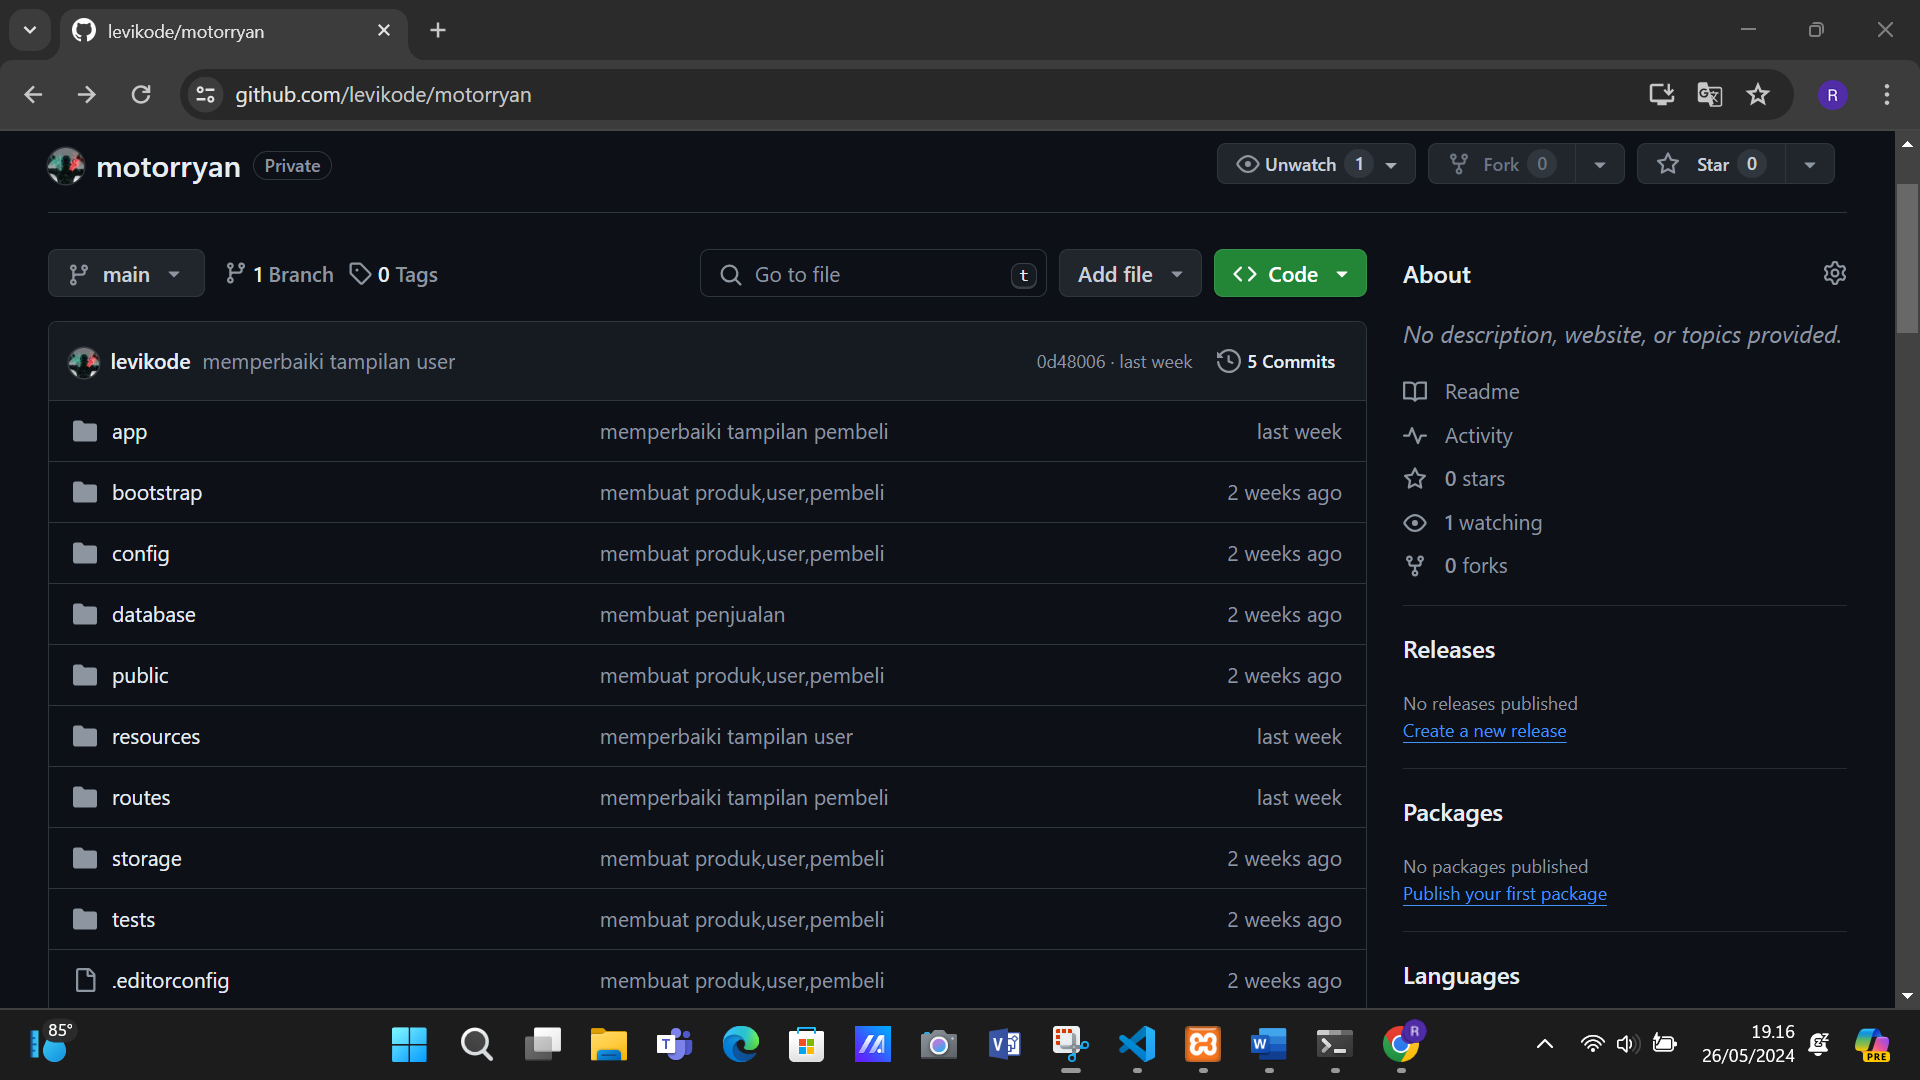 levikode/motorryan
github.com/levikode/motorryan
R
motorryan Private
Unwatch 1
Fork 0
Star 0
main
1 Branch
0 Tags
Go to file
t
Add file
Code
levikode memperbaiki tampilan user
0d48006 · last week
5 Commits
app memperbaiki tampilan pembeli last week
bootstrap membuat produk,user,pembeli 2 weeks ago
config membuat produk,user,pembeli 2 weeks ago
database membuat penjualan 2 weeks ago
public membuat produk,user,pembeli 2 weeks ago
resources memperbaiki tampilan user last week
routes memperbaiki tampilan pembeli last week
storage membuat produk,user,pembeli 2 weeks ago
tests membuat produk,user,pembeli 2 weeks ago
.editorconfig membuat produk,user,pembeli 2 weeks ago
About
No description, website, or topics provided.
Readme
Activity
0 stars
1 watching
0 forks
Releases
No releases published
Create a new release
Packages
No packages published
Publish your first package
Languages
85°
R
19.16
26/05/2024
PRE